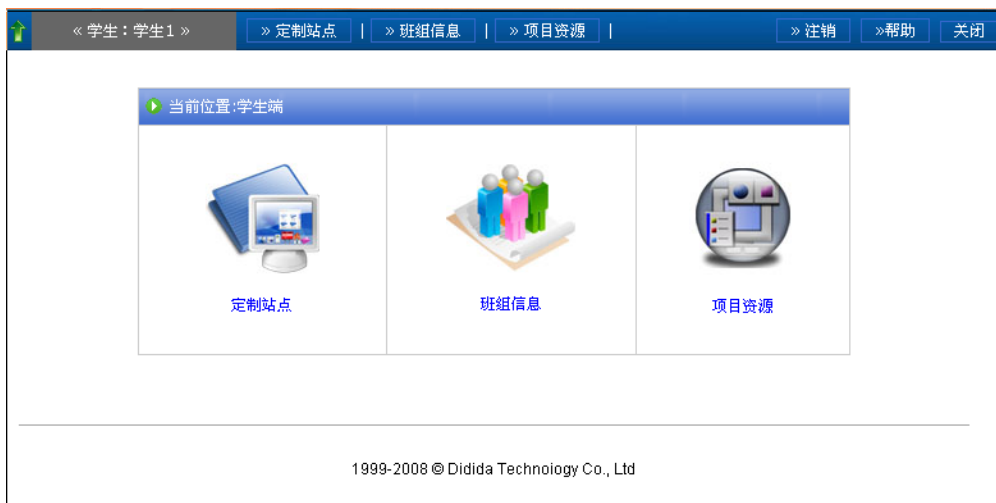 « 学生：学生1 » » 定制站点 | » 班组信息 | » 项目资源 | » 注销 »帮助 关闭
当前位置:学生端
定制站点 班组信息 项目资源
1999-2008 © Didida Technoiogy Co., Ltd